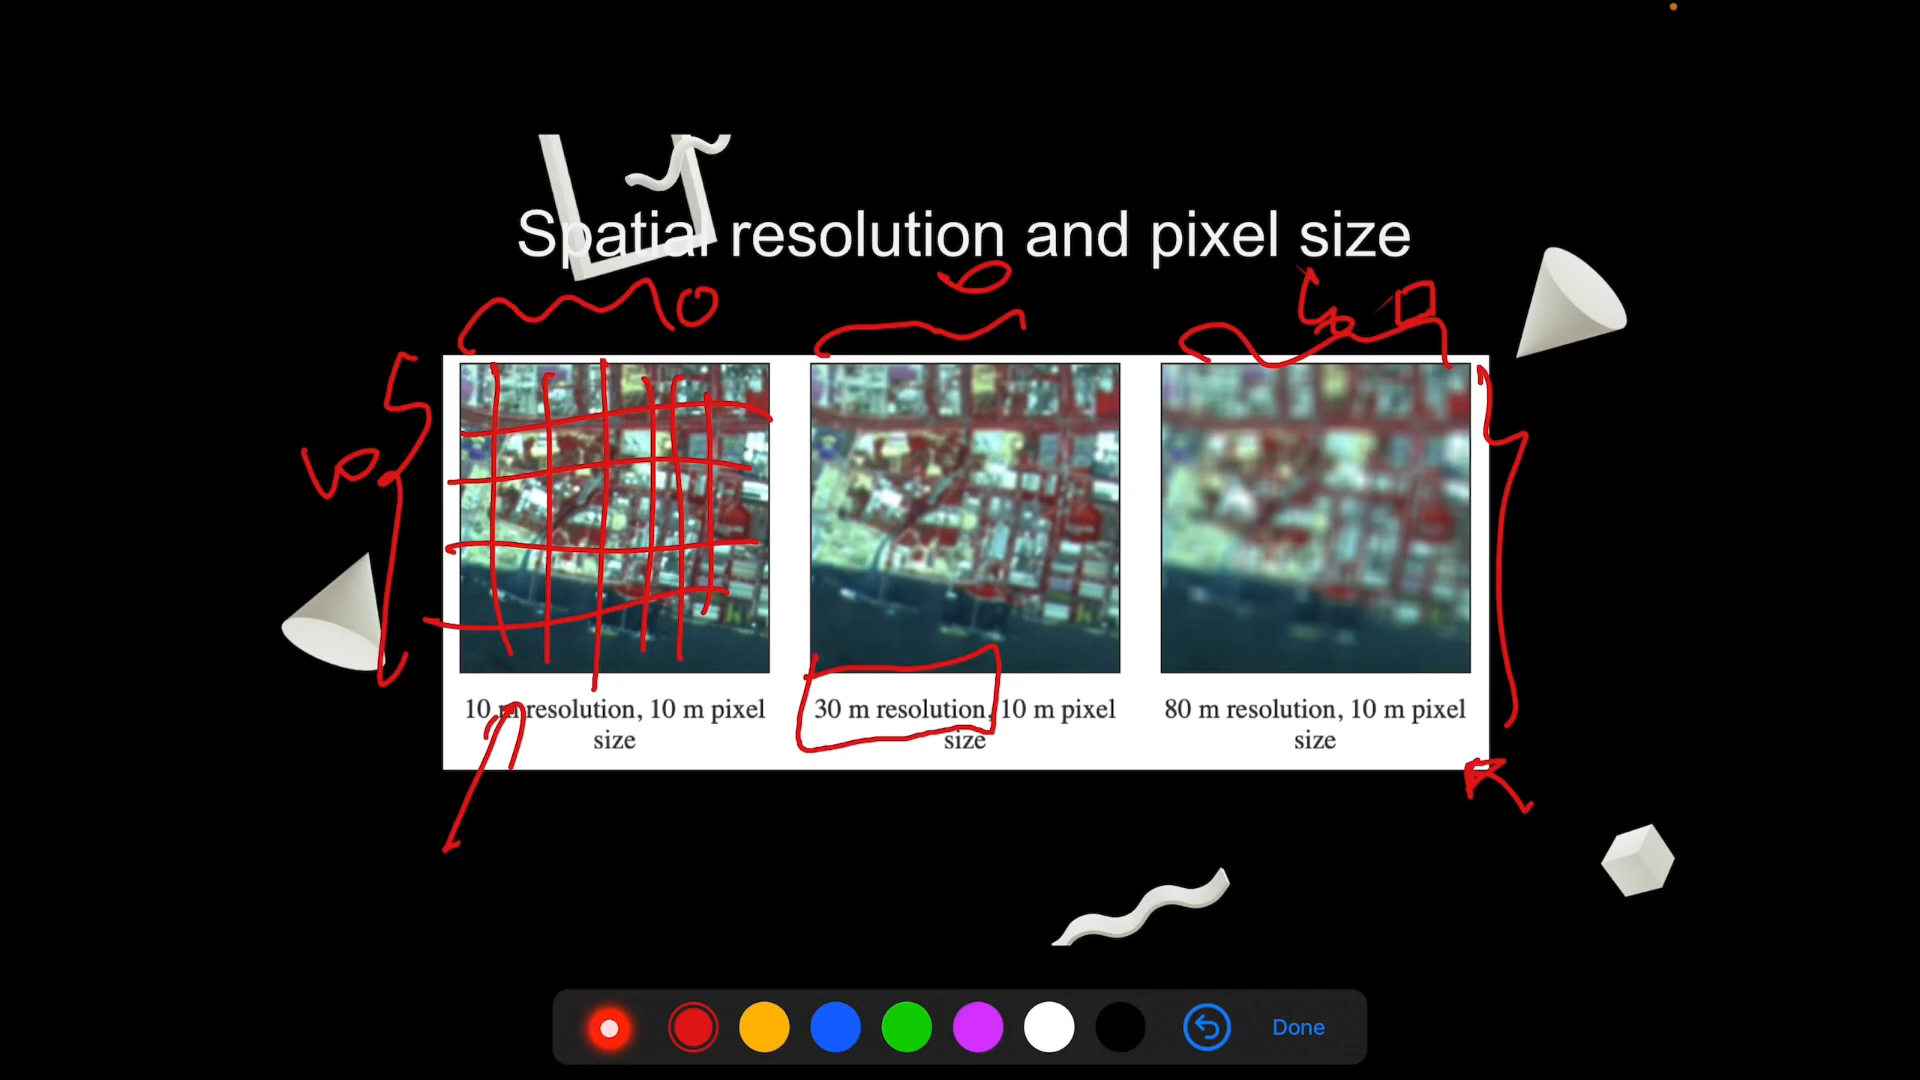 Spatial resolution and pixel size
10 m resolution, 10 m pixel
size
30 m resolution, 10 m pixel
size
80 m resolution, 10 m pixel
size
Done